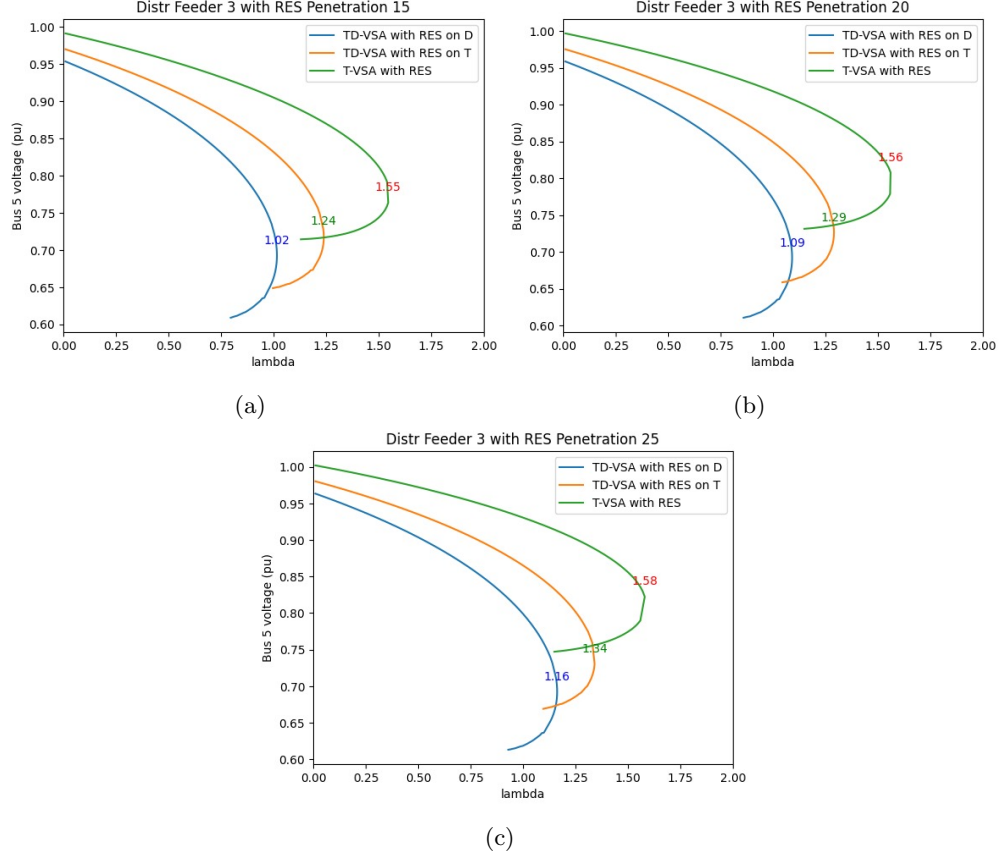 Distr Feeder 3 with RES Penetration 15
TD-VSA with RES on D
TD-VSA with RES on T
T-VSA with RES
Bus 5 voltage (pu)
1.00
0.95
0.90
0.85
0.80
0.75
0.70
0.65
0.60
1.55
1.24
1.02
0.00 0.25 0.50 0.75 1.00 1.25 1.50 1.75 2.00
lambda
(a)
Distr Feeder 3 with RES Penetration 20
TD-VSA with RES on D
TD-VSA with RES on T
T-VSA with RES
Bus 5 voltage (pu)
1.00
0.95
0.90
0.85
0.80
0.75
0.70
0.65
0.60
1.56
1.29
1.09
0.00 0.25 0.50 0.75 1.00 1.25 1.50 1.75 2.00
lambda
(b)
Distr Feeder 3 with RES Penetration 25
TD-VSA with RES on D
TD-VSA with RES on T
T-VSA with RES
Bus 5 voltage (pu)
1.00
0.95
0.90
0.85
0.80
0.75
0.70
0.65
0.60
1.58
1.34
1.16
0.00 0.25 0.50 0.75 1.00 1.25 1.50 1.75 2.00
lambda
(c)